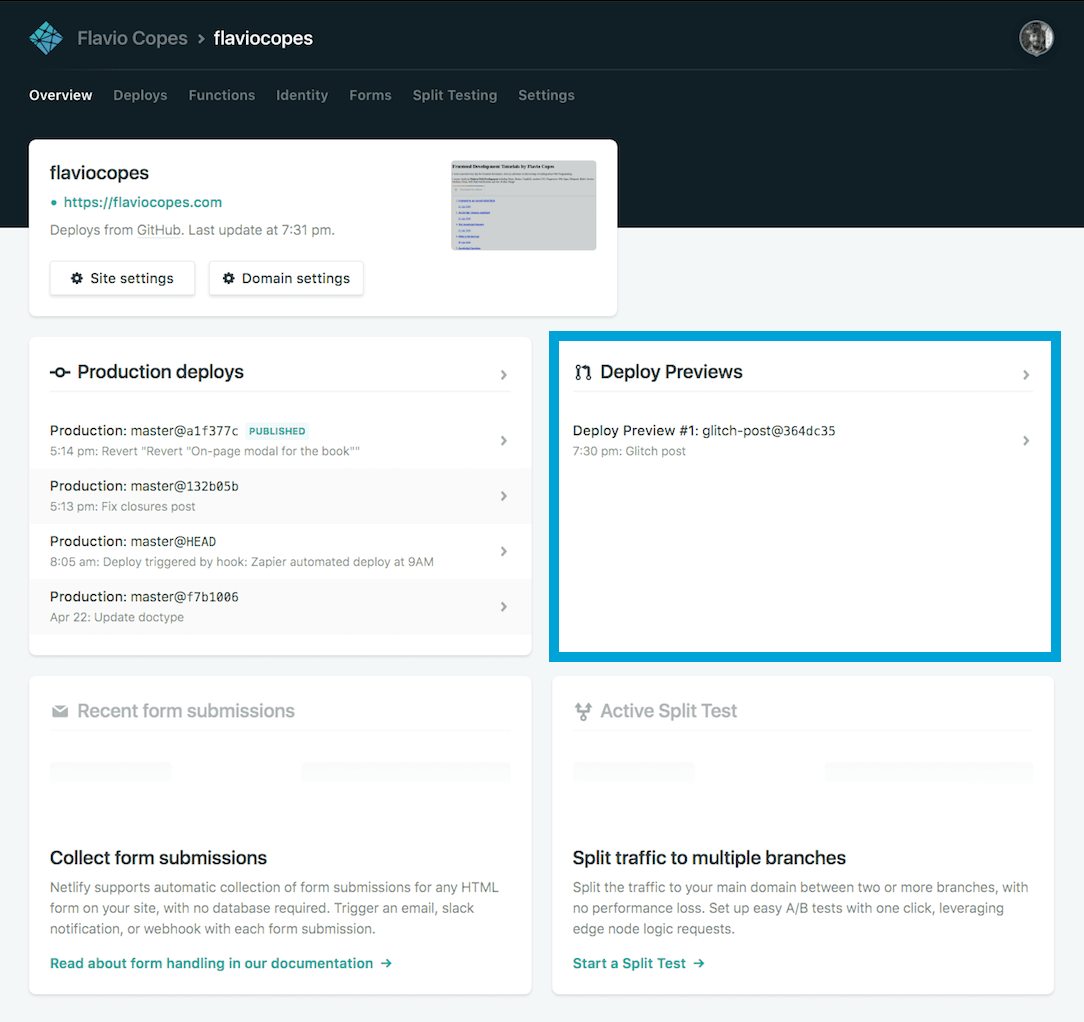 Flavio Copes › flaviocopes
Overview Deploys Functions Identity Forms Split Testing Settings
flaviocopes
https://flaviocopes.com
Deploys from GitHub. Last update at 7:31 pm.
Site settings Domain settings
Frontend Development Tutorials by Flavio Copes
Production deploys
Production: master@a1f377c PUBLISHED
5:14 pm: Revert "Revert "On-page modal for the book""
Production: master@132b05b
5:13 pm: Fix closures post
Production: master@HEAD
8:05 am: Deploy triggered by hook: Zapier automated deploy at 9AM
Production: master@f7b1006
Apr 22: Update doctype
Deploy Previews
Deploy Preview #1: glitch-post@364dc35
7:30 pm: Glitch post
Recent form submissions
Collect form submissions
Netlify supports automatic collection of form submissions for any HTML
form on your site, with no database required. Trigger an email, slack
notification, or webhook with each form submission.
Read about form handling in our documentation →
Active Split Test
Split traffic to multiple branches
Split the traffic to your main domain between two or more branches, with
no performance loss. Set up easy A/B tests with one click, leveraging
edge node logic requests.
Start a Split Test →